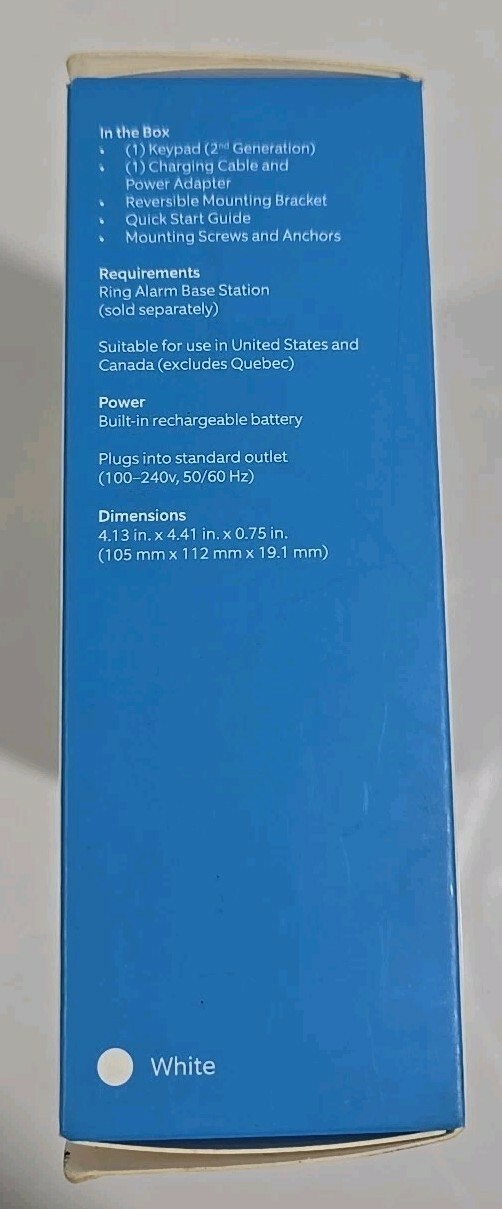 In the Box
• (1) Keypad (2nd Generation)
• (1) Charging Cable and
Power Adapter
• Reversible Mounting Bracket
• Quick Start Guide
• Mounting Screws and Anchors
Requirements
Ring Alarm Base Station
(sold separately)
Suitable for use in United States and
Canada (excludes Quebec)
Power
Built-in rechargeable battery
Plugs into standard outlet
(100–240v, 50/60 Hz)
Dimensions
4.13 in. x 4.41 in. x 0.75 in.
(105 mm x 112 mm x 19.1 mm)
White